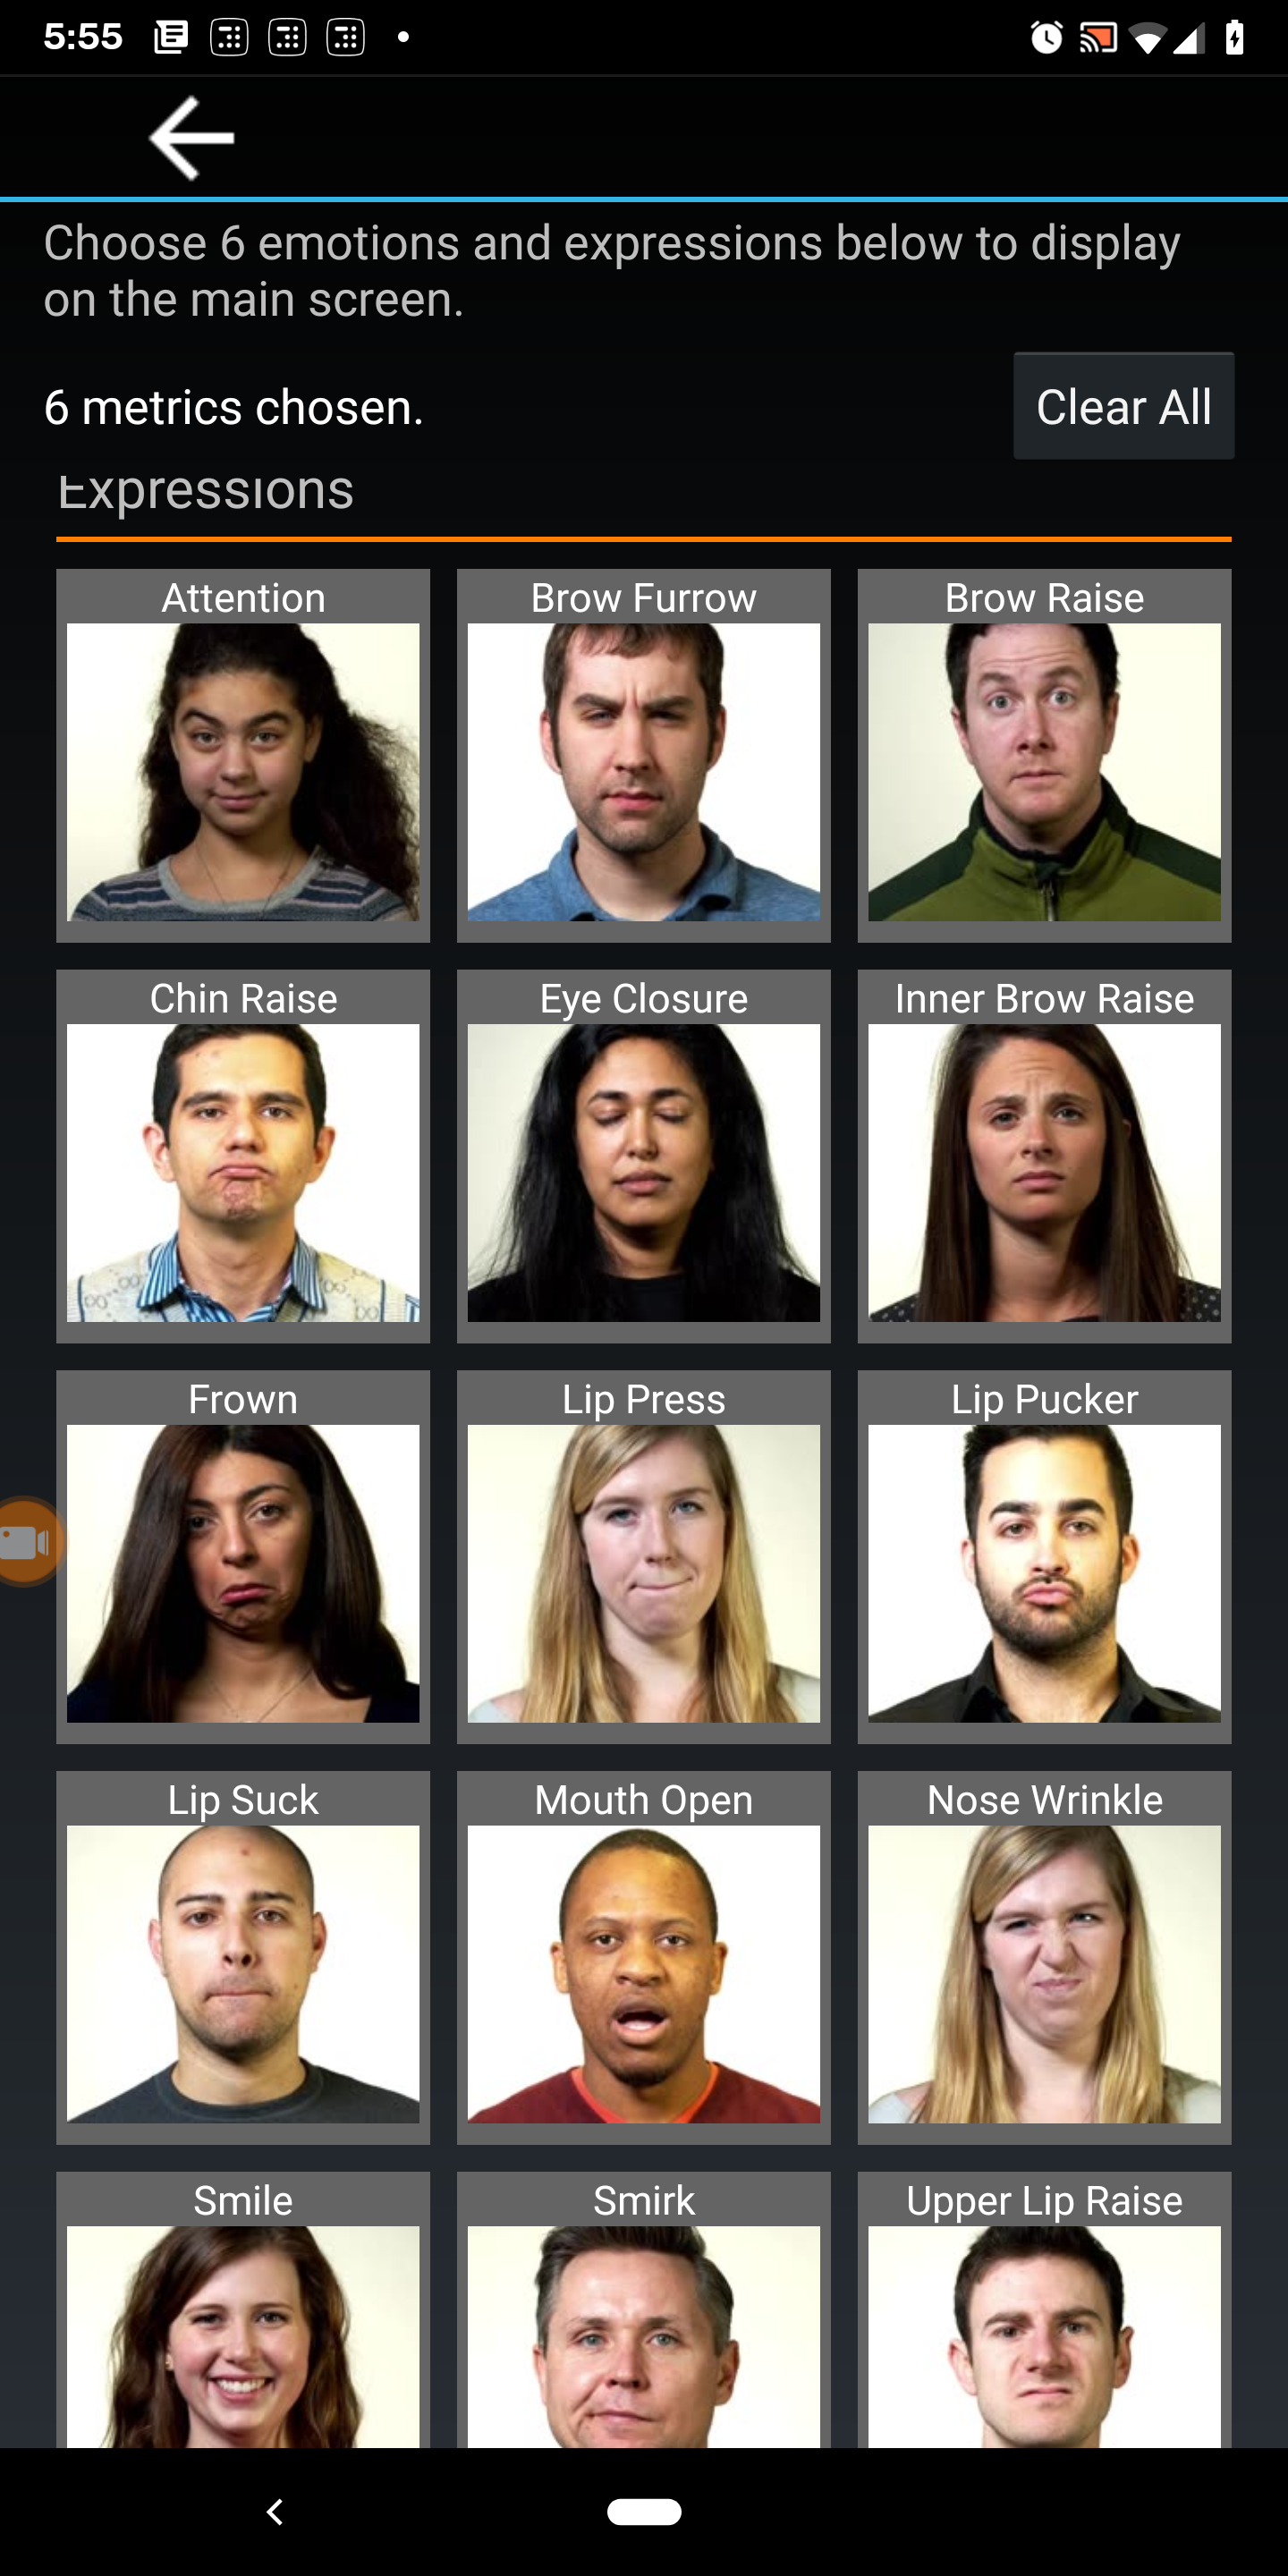 5:55
Choose 6 emotions and expressions below to display
on the main screen.
6 metrics chosen.
Clear All
Expressions
Attention
Brow Furrow
Brow Raise
Chin Raise
Eye Closure
Inner Brow Raise
Frown
Lip Press
Lip Pucker
Lip Suck
Mouth Open
Nose Wrinkle
Smile
Smirk
Upper Lip Raise